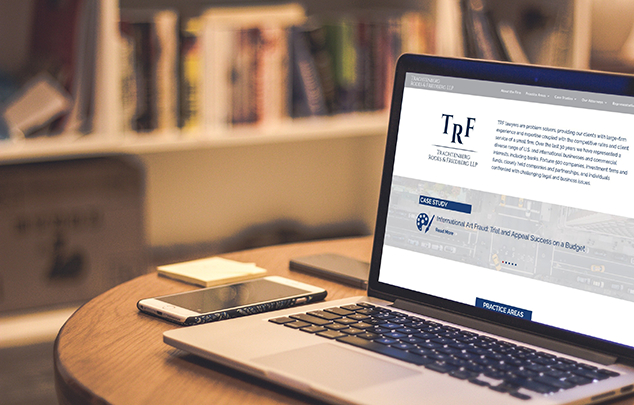 TRACHTENBERG
RODES & FRIEDBERG LLP
About the Firm
Practice Areas
Case Studies
Our Attorneys
TRF
TRACHTENBERG
RODES & FRIEDBERG LLP
TRF lawyers are problem solvers, providing our clients with large-firm
experience and expertise coupled with the competitive rates and client
service of a small firm. Over the last 30 years we have represented a
diverse range of U.S. and international businesses and commercial
interests, including banks, Fortune 500 companies, investment firms and
funds, closely held companies and partnerships, and individuals
confronted with challenging legal and business issues.
CASE STUDY
International Art Fraud: Trial and Appeal Success on a Budget
Read More
PRACTICE AREAS